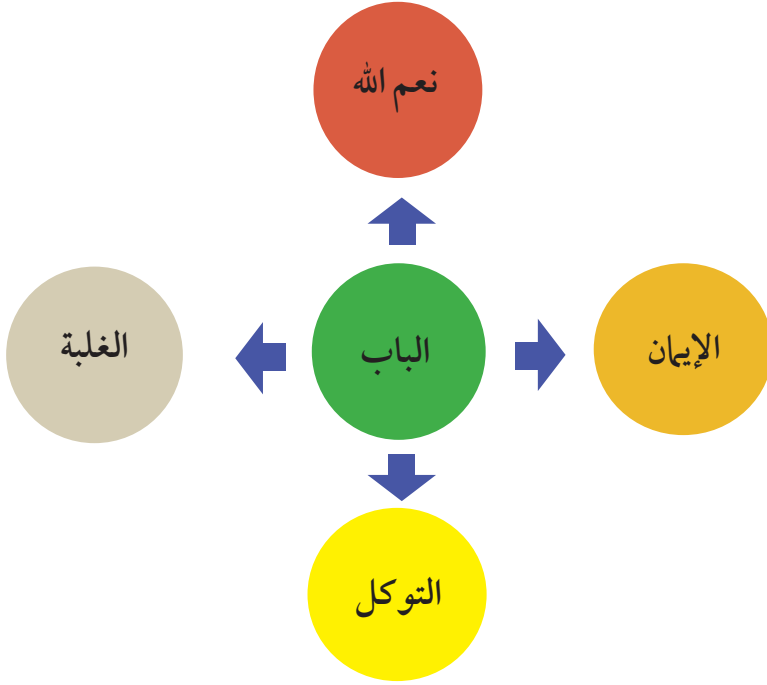 نعم الله
الإيمان
الباب
الغلبة
التوكل